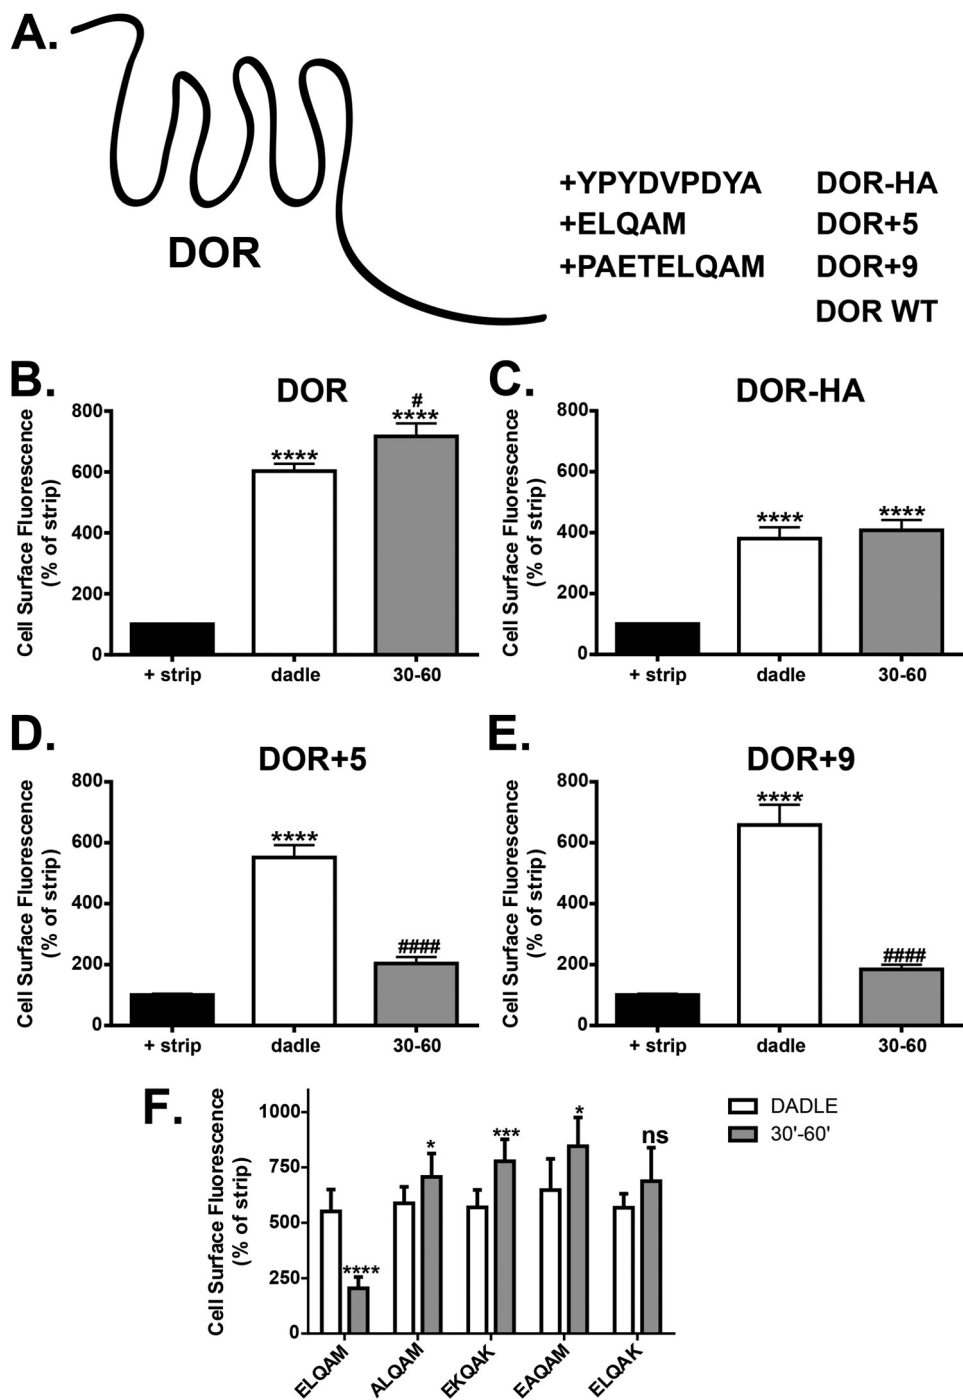 A.
+YPYDVPDYA DOR-HA
+ELQAM DOR+5
+PAETELQAM DOR+9
DOR WT
DOR
B.
DOR
Cell Surface Fluorescence
(% of strip)
800
600
400
200
0
****
#
****
+ strip dadle 30-60
C.
DOR-HA
Cell Surface Fluorescence
(% of strip)
800
600
400
200
0
****
****
+ strip dadle 30-60
D.
DOR+5
Cell Surface Fluorescence
(% of strip)
800
600
400
200
0
****
####
+ strip dadle 30-60
E.
DOR+9
Cell Surface Fluorescence
(% of strip)
800
600
400
200
0
****
####
+ strip dadle 30-60
F.
Cell Surface Fluorescence
(% of strip)
1000
750
500
250
0
****
*
***
*
ns
ELQAM ALQAM EKQAK EAQAM ELQAK
DADLE
30'-60'